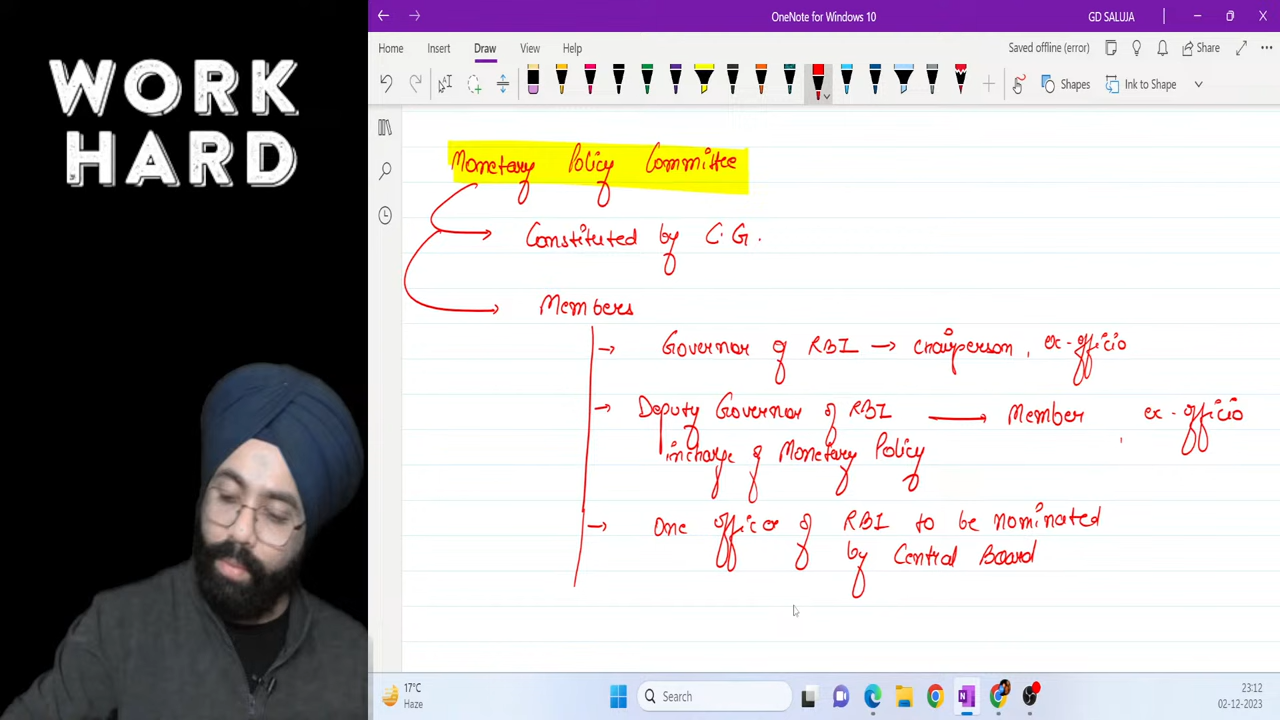 WORK
HARD
OneNote for Windows 10
GD SALUJA
Home Insert Draw View Help
Saved offline (error)
Share
Shapes
Ink to Shape
Monetary Policy Committee
Constituted by C.G.
Members
Governor of RBI → Chairperson, ex-officio
Deputy Governor of RBI → Member, ex-officio
incharge of Monetary Policy
One officer of RBI to be nominated
by Central Board
17°C
Haze
Search
23:12
02-12-2023